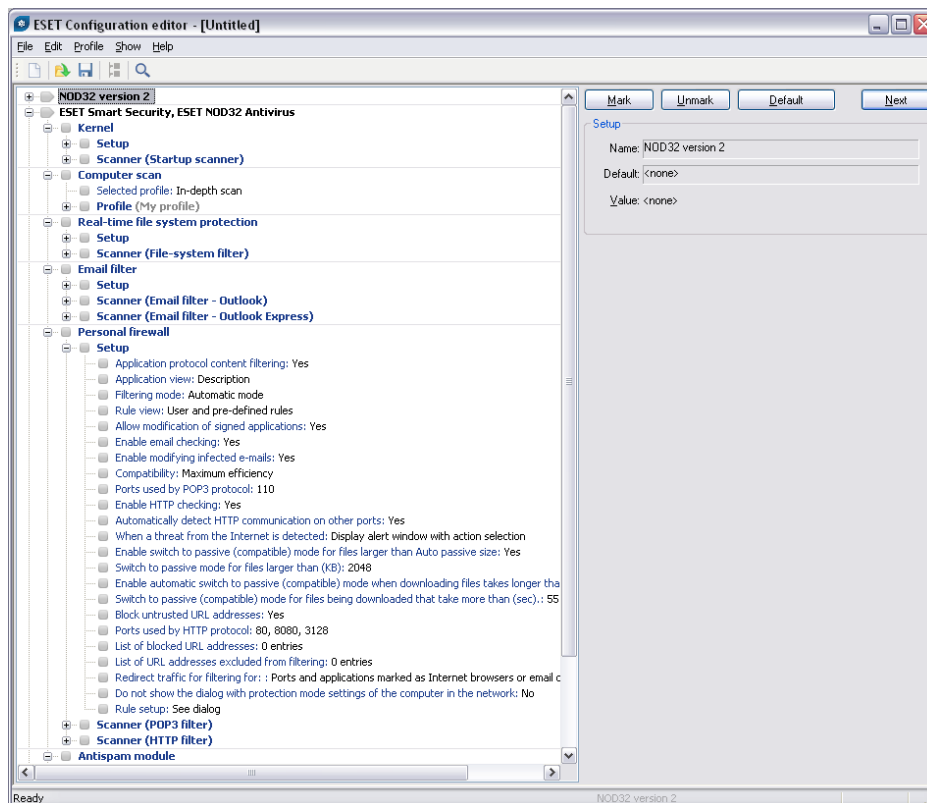 ESET Configuration editor - [Untitled]
File Edit Profile Show Help
NOD32 version 2
ESET Smart Security, ESET NOD32 Antivirus
Kernel
Setup
Scanner (Startup scanner)
Computer scan
Selected profile: In-depth scan
Profile (My profile)
Real-time file system protection
Setup
Scanner (File-system filter)
Email filter
Setup
Scanner (Email filter - Outlook)
Scanner (Email filter - Outlook Express)
Personal firewall
Setup
Application protocol content filtering: Yes
Application view: Description
Filtering mode: Automatic mode
Rule view: User and pre-defined rules
Allow modification of signed applications: Yes
Enable email checking: Yes
Enable modifying infected e-mails: Yes
Compatibility: Maximum efficiency
Ports used by POP3 protocol: 110
Enable HTTP checking: Yes
Automatically detect HTTP communication on other ports: Yes
When a threat from the Internet is detected: Display alert window with action selection
Enable switch to passive (compatible) mode for files larger than Auto passive size: Yes
Switch to passive mode for files larger than (KB): 2048
Enable automatic switch to passive (compatible) mode when downloading files takes longer tha
Switch to passive (compatible) mode for files being downloaded that take more than (sec).: 55
Block untrusted URL addresses: Yes
Ports used by HTTP protocol: 80, 8080, 3128
List of blocked URL addresses: 0 entries
List of URL addresses excluded from filtering: 0 entries
Redirect traffic for filtering for: : Ports and applications marked as Internet browsers or email c
Do not show the dialog with protection mode settings of the computer in the network: No
Rule setup: See dialog
Scanner (POP3 filter)
Scanner (HTTP filter)
Antispam module
Mark Unmark Default Next
Setup
Name: NOD32 version 2
Default: <none>
Value: <none>
Ready NOD32 version 2